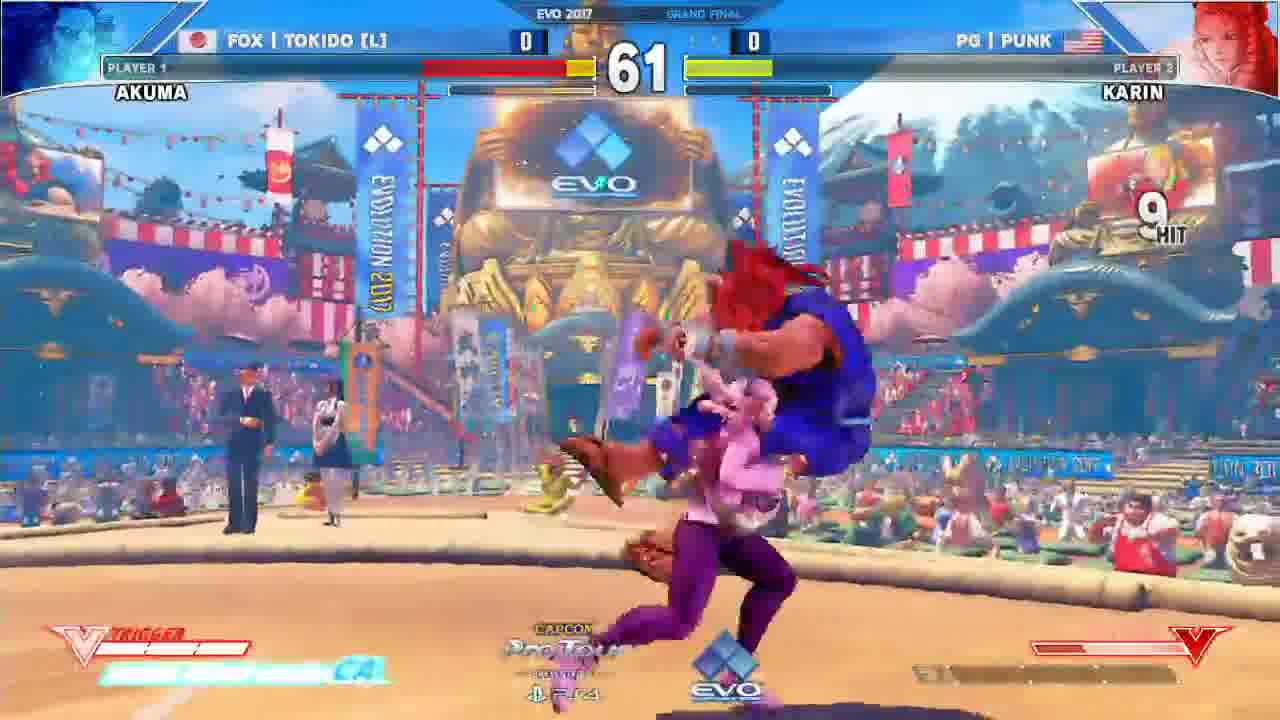 EVO 2017 GRAND FINAL
FOX | TOKIDO [L] 0 61 0 PG | PUNK
PLAYER 1 PLAYER 2
AKUMA KARIN
EVO
EVOLUTION 2017
EVOLUTION
9
HIT
TRIGGER
CA
CAPCOM
Pro Tour
PS4
EVO